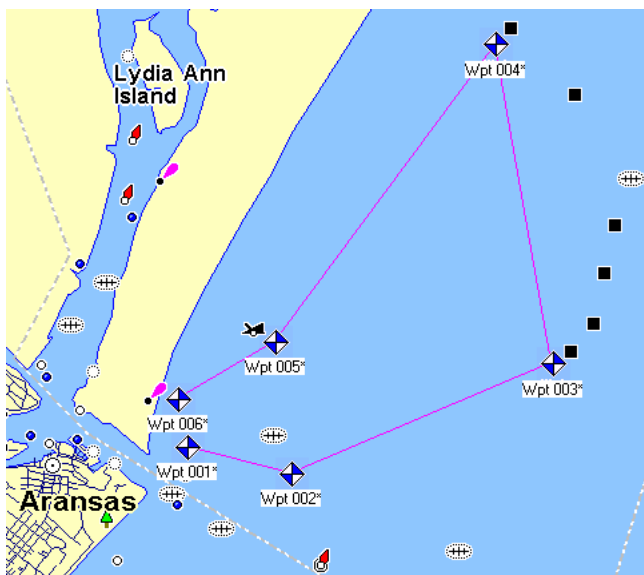 Wpt 004*
Lydia Ann
Island
Wpt 005*
Wpt 003*
Wpt 006*
Wpt 001*
Wpt 002*
Aransas